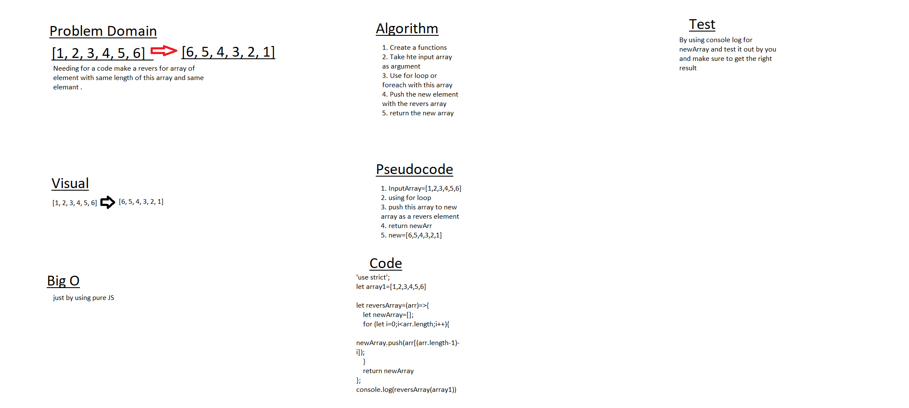 Problem Domain
[1, 2, 3, 4, 5, 6] [6, 5, 4, 3, 2, 1]
Needing for a code make a revers for array of
element with same length of this array and same
elemant .
Visual
[1, 2, 3, 4, 5, 6] [6, 5, 4, 3, 2, 1]
Big O
just by using pure JS
Algorithm
1. Create a functions
2. Take hte input array
as argument
3. Use for loop or
foreach with this array
4. Push the new element
with the revers array
5. return the new array
Pseudocode
1. InputArray=[1,2,3,4,5,6]
2. using for loop
3. push this array to new
array as a revers element
4. return newArr
5. new=[6,5,4,3,2,1]
Code
'use strict';
let array1=[1,2,3,4,5,6]
let reversArray=(arr)=>{
let newArray=[];
for (let i=0;i<arr.length;i++){
newArray.push(arr[(arr.length-1)-
i]);
}
return newArray
};
console.log(reversArray(array1))
Test
By using console log for
newArray and test it out by you
and make sure to get the right
result